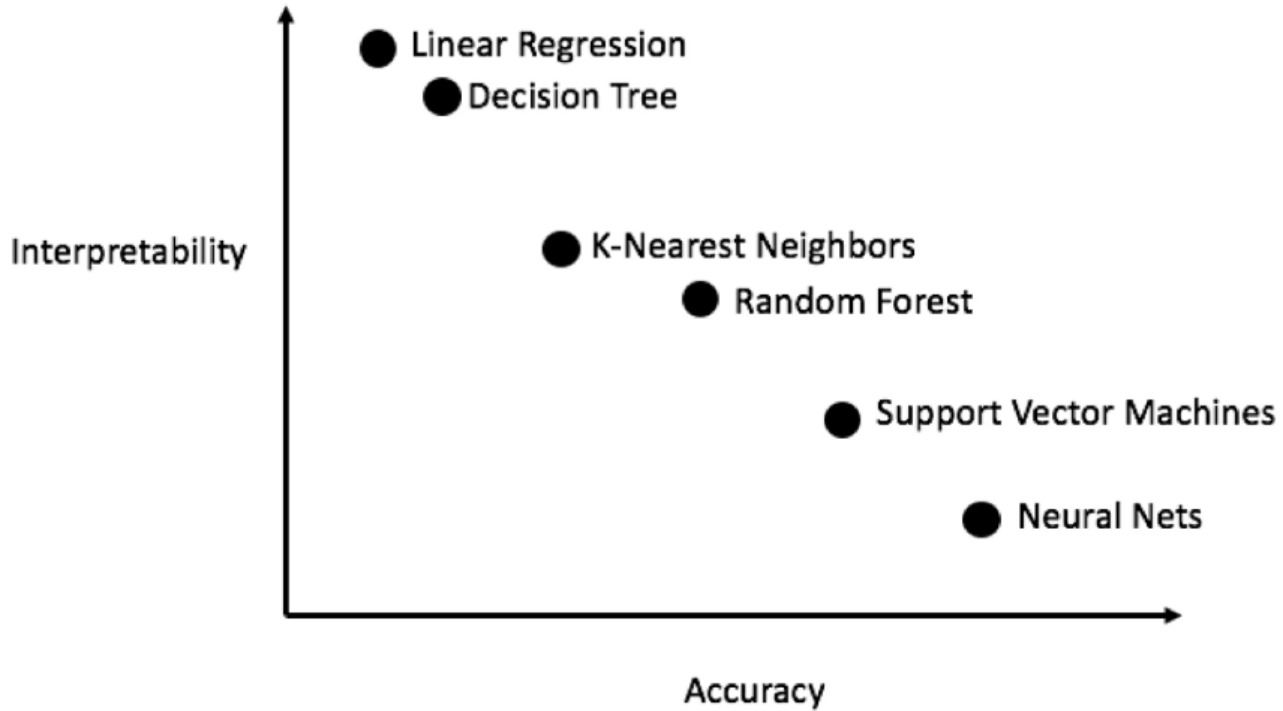 Linear Regression
Decision Tree
Interpretability
K-Nearest Neighbors
Random Forest
Support Vector Machines
Neural Nets
Accuracy